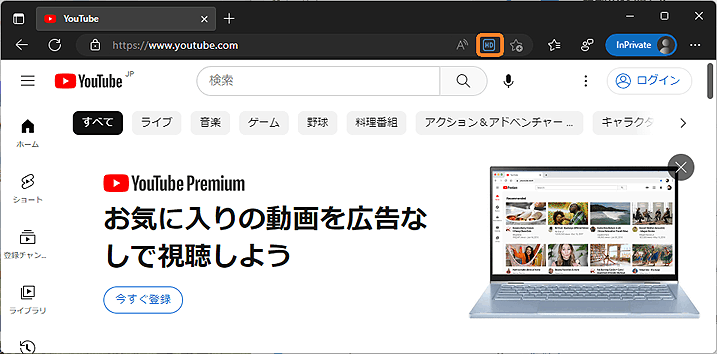 YouTube
https://www.youtube.com
HD
InPrivate
YouTube JP
検索
ログイン
すべて
ライブ
音楽
ゲーム
野球
料理番組
アクション＆アドベンチャー ...
キャラクタ
ホーム
ショート
登録チャン...
ライブラリ
YouTube Premium
お気に入りの動画を広告な
しで視聴しよう
今すぐ登録